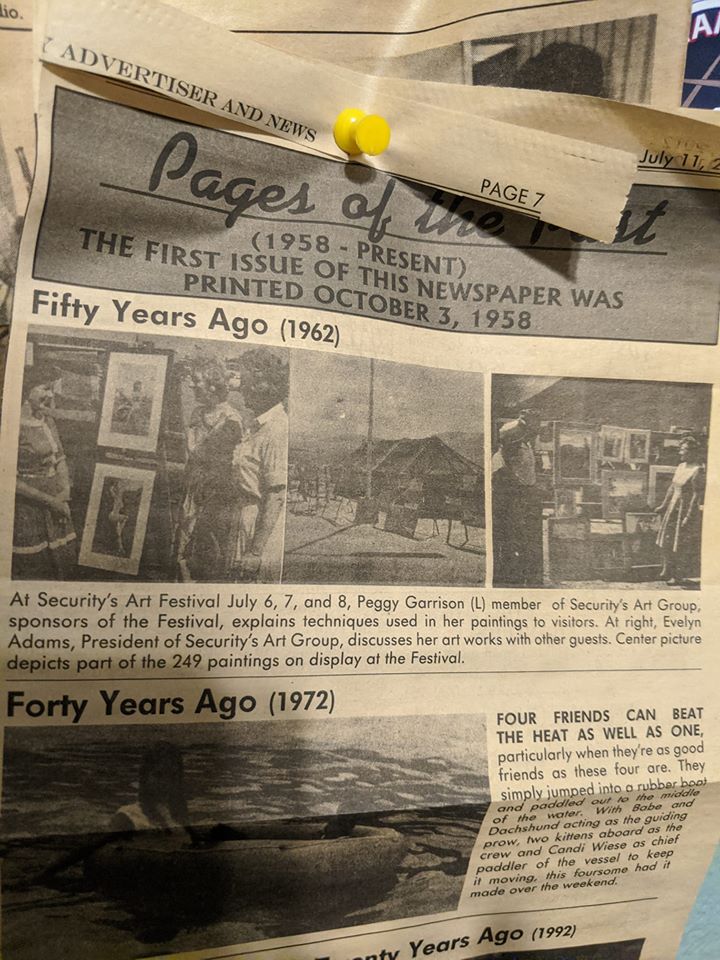 dio.
Y ADVERTISER AND NEWS
PAGE 7
July 11, 2
Pages of the Past
(1958 - PRESENT)
THE FIRST ISSUE OF THIS NEWSPAPER WAS
PRINTED OCTOBER 3, 1958
Fifty Years Ago (1962)
At Security's Art Festival July 6, 7, and 8, Peggy Garrison (L) member of Security's Art Group,
sponsors of the Festival, explains techniques used in her paintings to visitors. At right, Evelyn
Adams, President of Security's Art Group, discusses her art works with other guests. Center picture
depicts part of the 249 paintings on display at the Festival.
Forty Years Ago (1972)
FOUR FRIENDS CAN BEAT
THE HEAT AS WELL AS ONE,
particularly when they're as good
friends as these four are. They
simply jumped into a rubber boat
and paddled out to the middle
of the water. With Babe and
Dachshund acting as the guiding
prow, two kittens aboard as the
crew and Candi Wiese as chief
paddler of the vessel to keep
it moving, this foursome had it
made over the weekend.
Twenty Years Ago (1992)